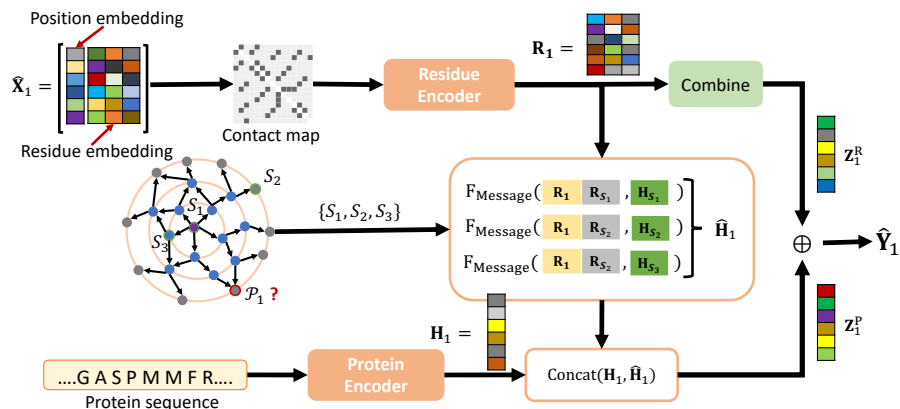 Position embedding
X̂₁ =
Residue embedding
Contact map
Residue
Encoder
R₁ =
Combine
Z₁ᴿ
S₂
S₁
S₃
𝒫₁ ?
{S₁, S₂, S₃}
F_Message( R₁ R_S₁ , H_S₁ )
F_Message( R₁ R_S₂ , H_S₂ )
F_Message( R₁ R_S₂ , H_S₃ )
Ĥ₁
⊕
Ŷ₁
Z₁ᴾ
H₁ =
....G A S P M M F R....
Protein sequence
Protein
Encoder
Concat(H₁, Ĥ₁)